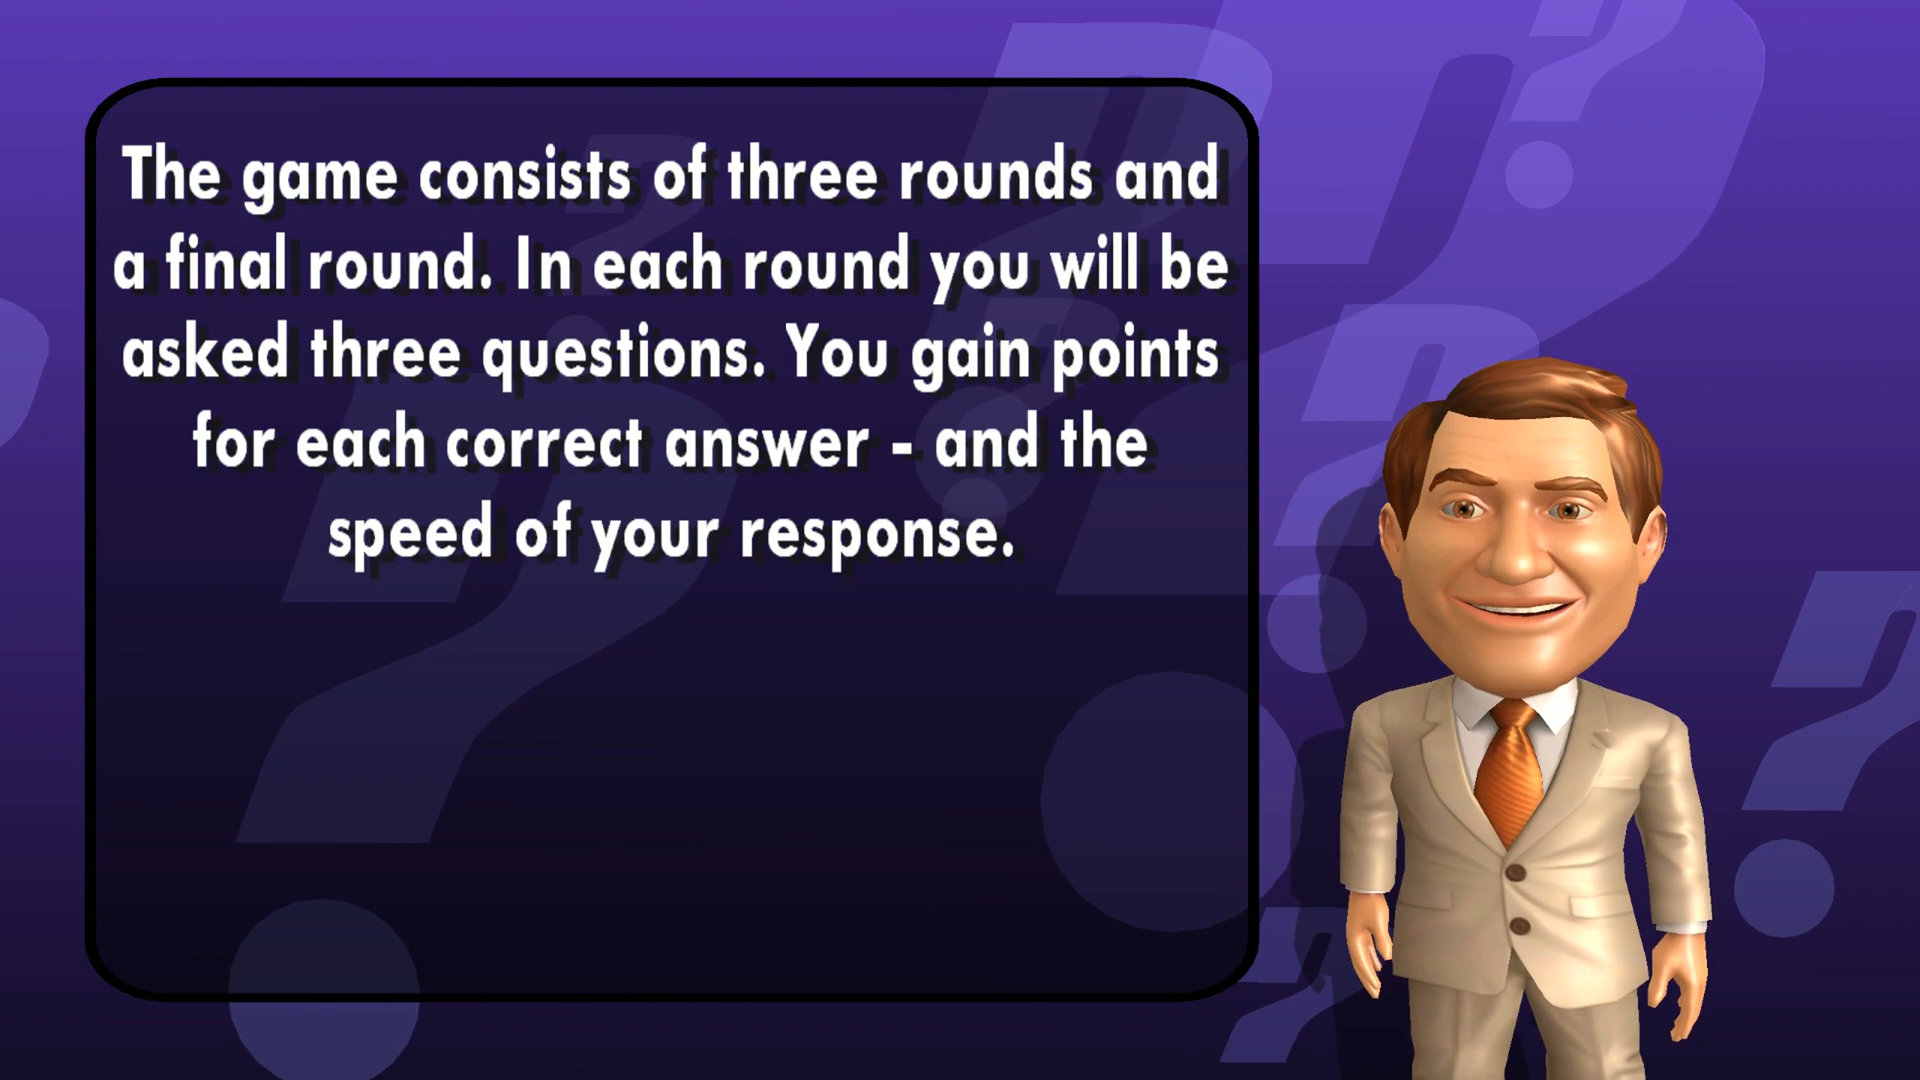 The game consists of three rounds and
a final round. In each round you will be
asked three questions. You gain points
for each correct answer - and the
speed of your response.